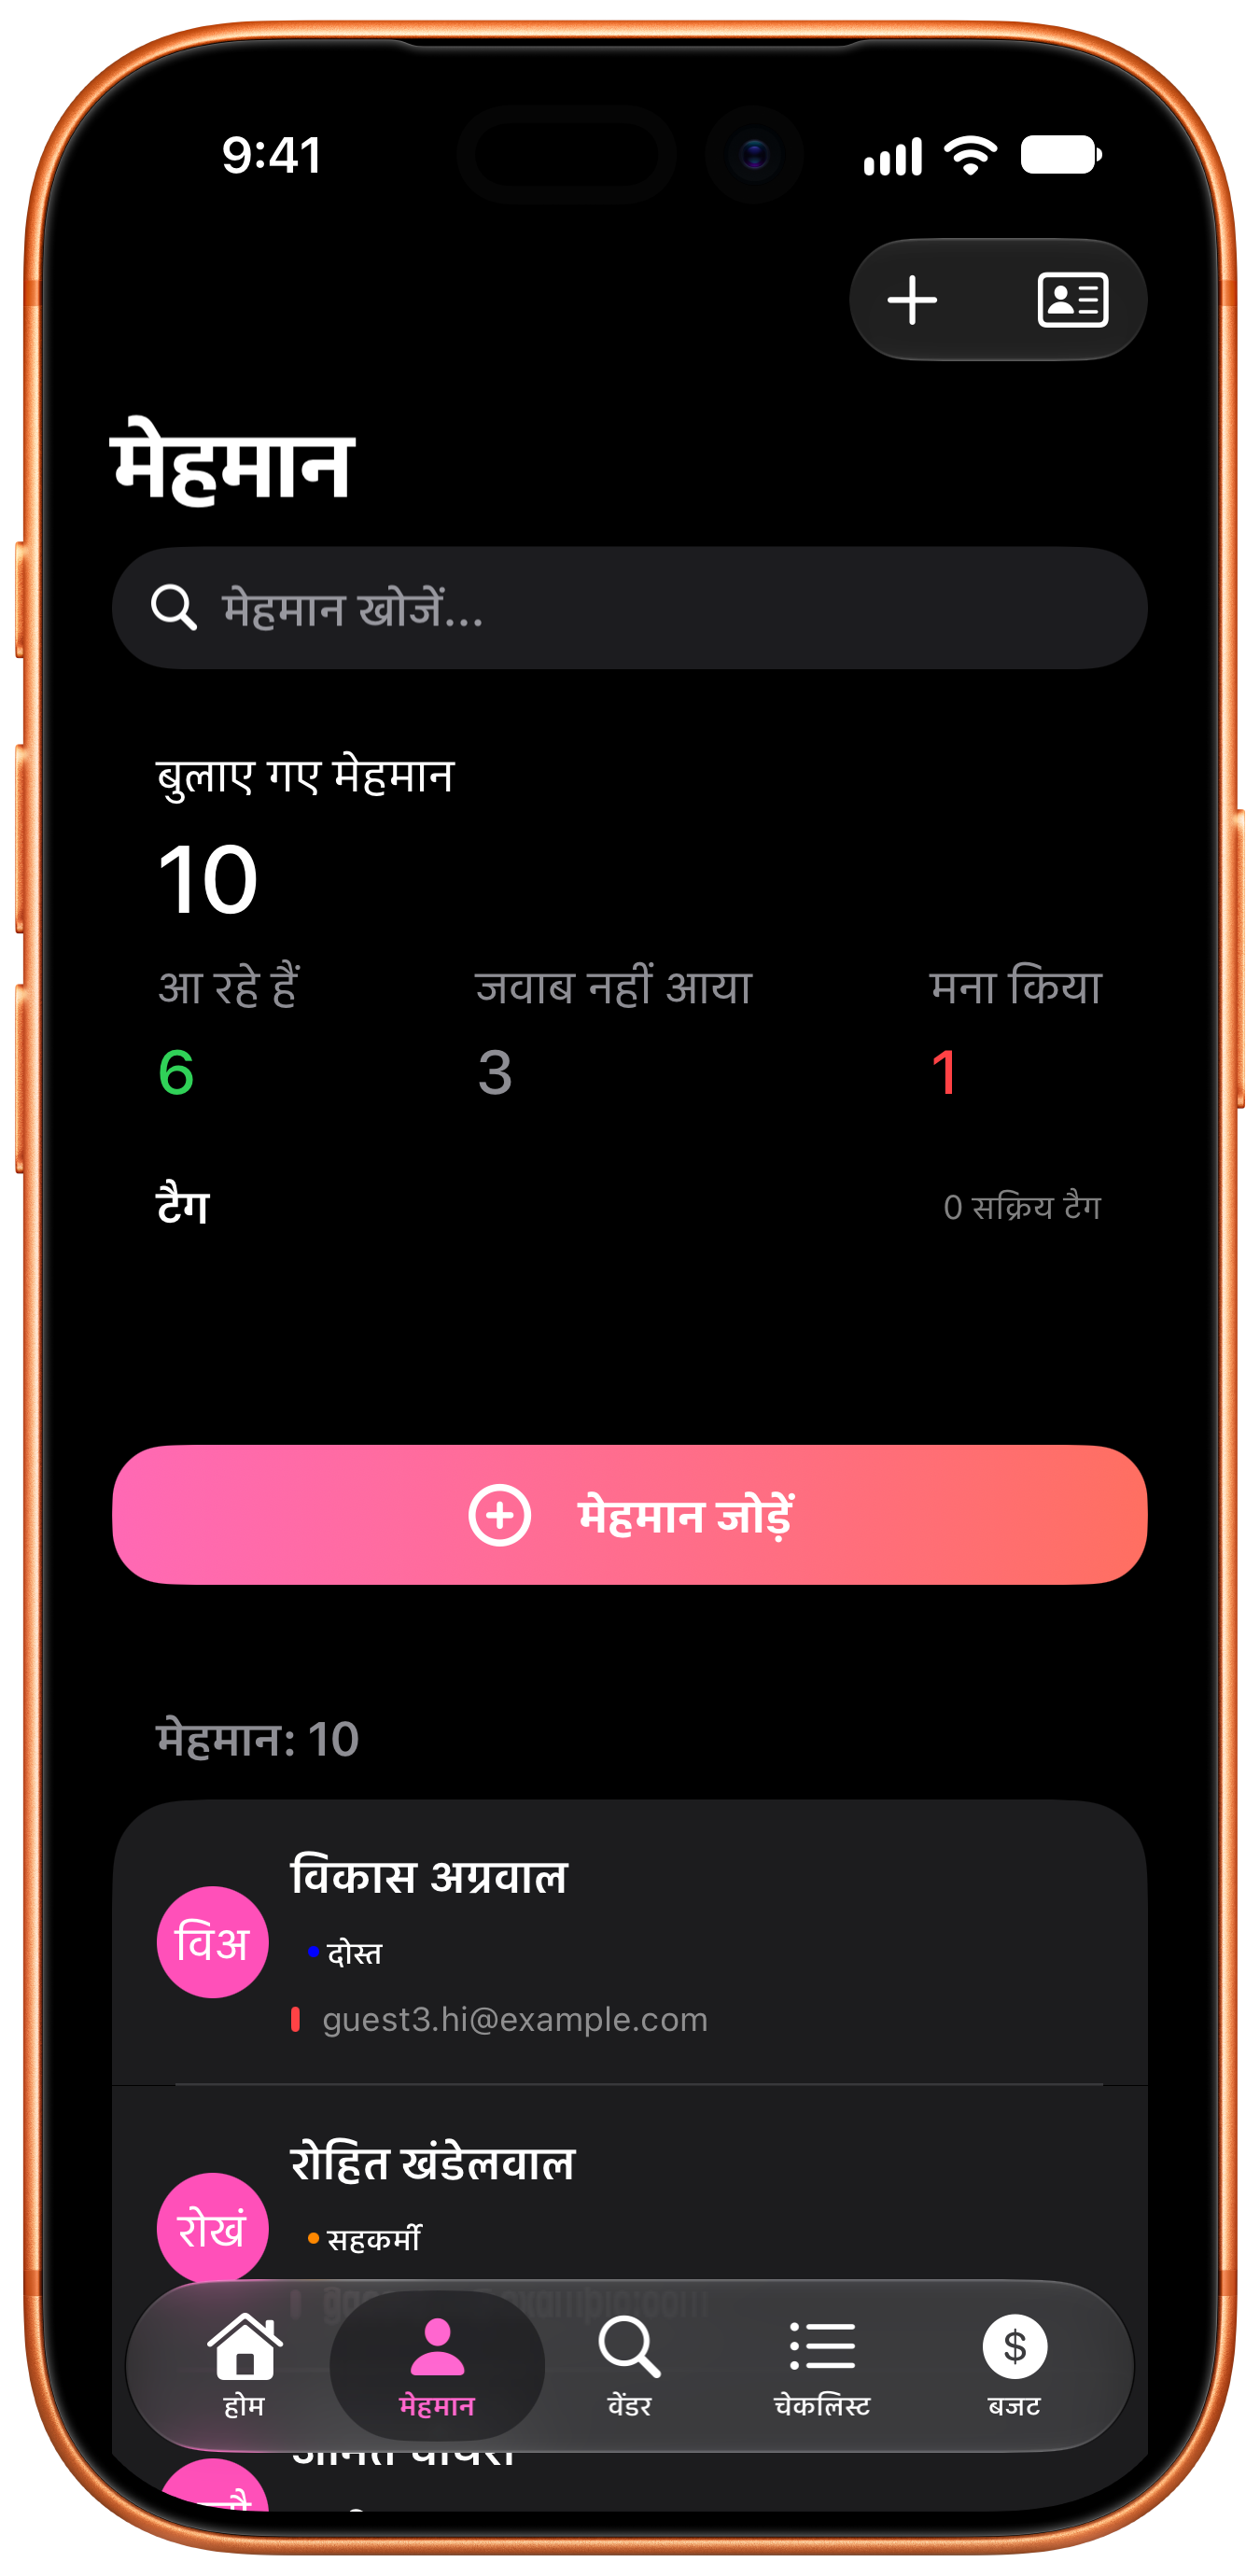 9:41
मेहमान
मेहमान खोजें...
बुलाए गए मेहमान
10
आ रहे हैं जवाब नहीं आया मना किया
6 3 1
टैग 0 सक्रिय टैग
मेहमान जोड़ें
मेहमान: 10
विकास अग्रवाल
विअ
दोस्त
guest3.hi@example.com
रोहित खंडेलवाल
रोखं
सहकर्मी
होम मेहमान वेंडर चेकलिस्ट बजट